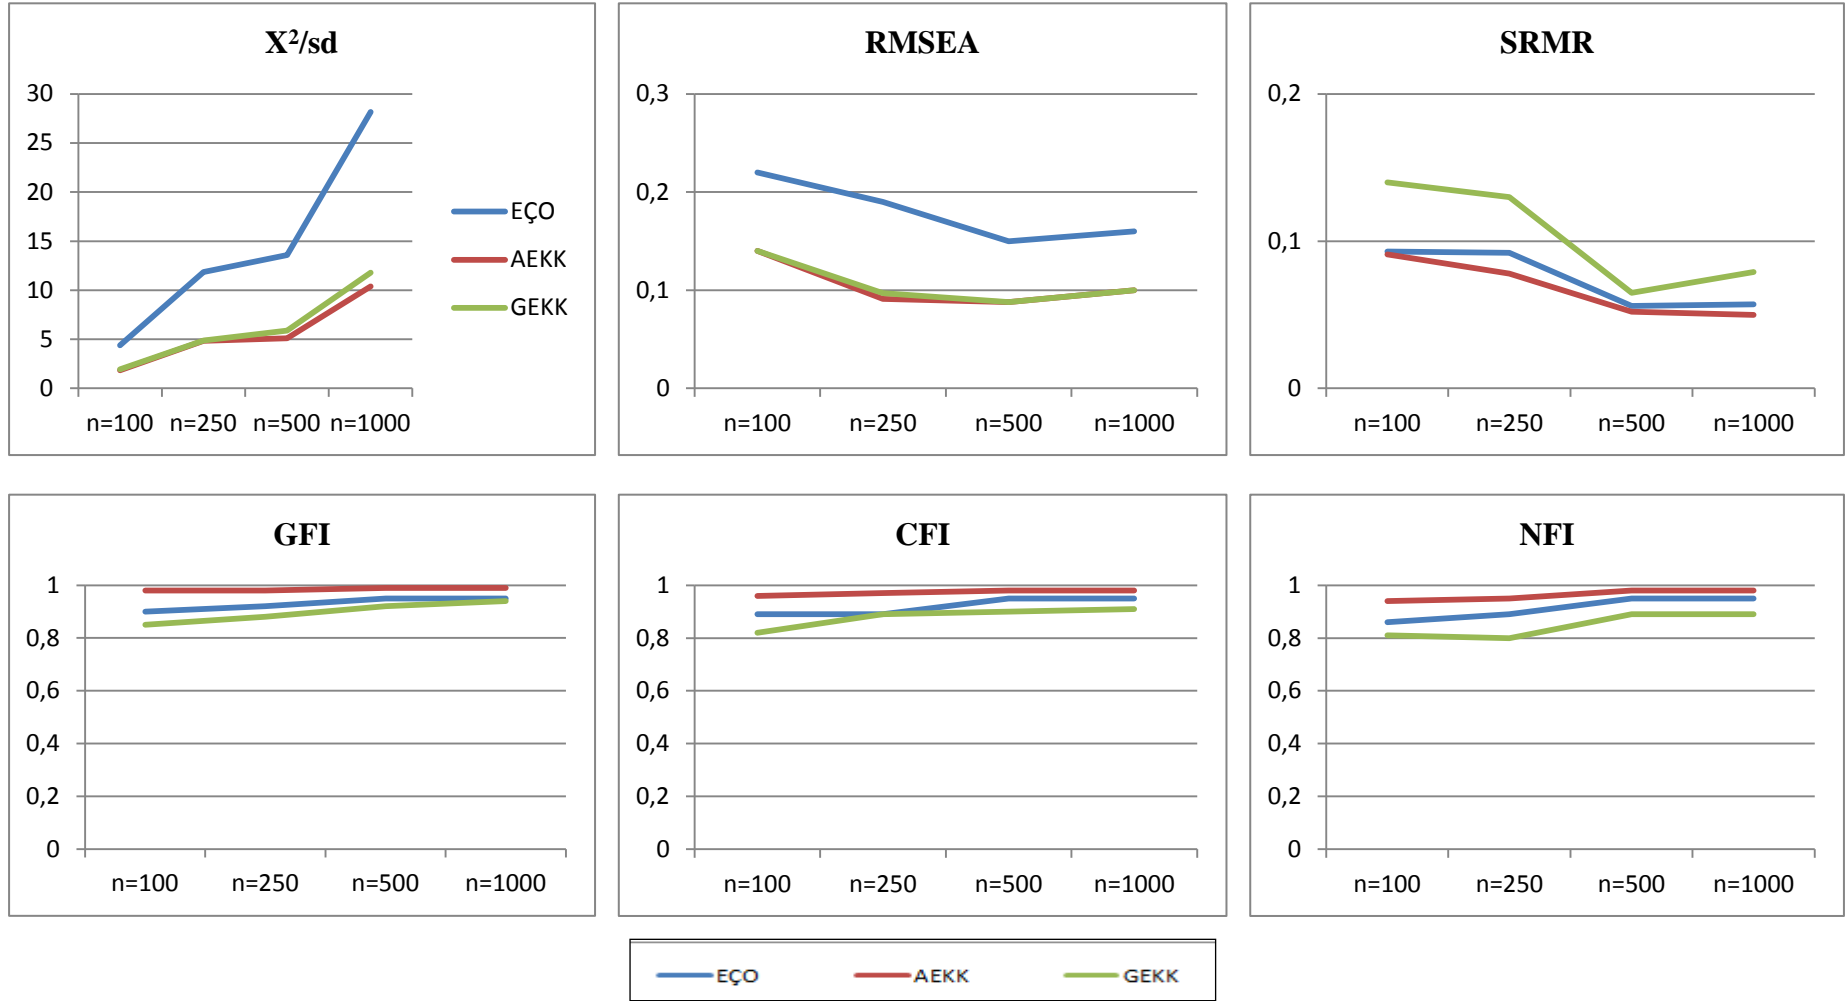 X²/sd
30
25
20
15
10
5
0
n=100 n=250 n=500 n=1000
EÇO
AEKK
GEKK
RMSEA
0,3
0,2
0,1
0
n=100 n=250 n=500 n=1000
SRMR
0,2
0,1
0
n=100 n=250 n=500 n=1000
GFI
1
0,8
0,6
0,4
0,2
0
n=100 n=250 n=500 n=1000
CFI
1
0,8
0,6
0,4
0,2
0
n=100 n=250 n=500 n=1000
NFI
1
0,8
0,6
0,4
0,2
0
n=100 n=250 n=500 n=1000
EÇO AEKK GEKK